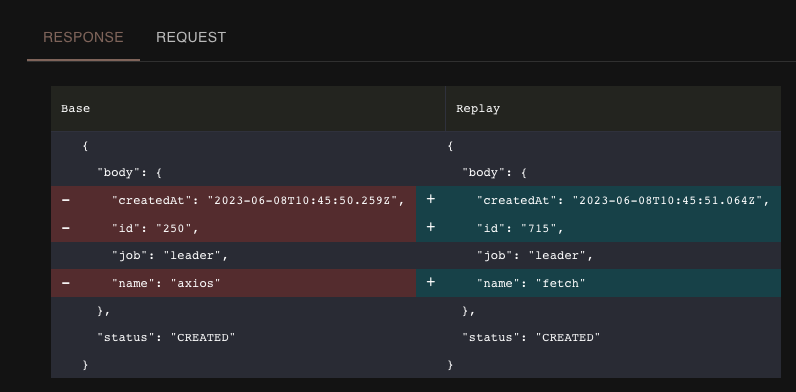 RESPONSE REQUEST
Base Replay
{ {
"body": { "body": {
- "createdAt": "2023-06-08T10:45:50.259Z", + "createdAt": "2023-06-08T10:45:51.064Z",
- "id": "250", + "id": "715",
"job": "leader", "job": "leader",
- "name": "axios" + "name": "fetch"
}, },
"status": "CREATED" "status": "CREATED"
} }